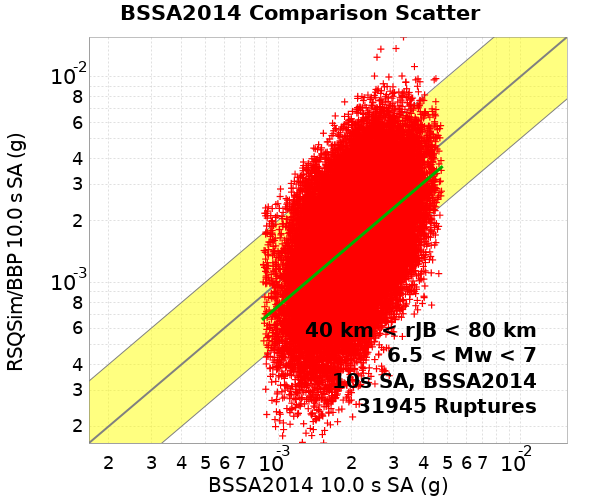 BSSA2014 Comparison Scatter
RSQSim/BBP 10.0 s SA (g)
10-2
8
6
4
3
2
10-3
8
6
4
3
2
40 km < rJB < 80 km
6.5 < Mw < 7
10s SA, BSSA2014
31945 Ruptures
2 3 4 5 6 7 10-3 2 3 4 5 6 7 10-2
BSSA2014 10.0 s SA (g)